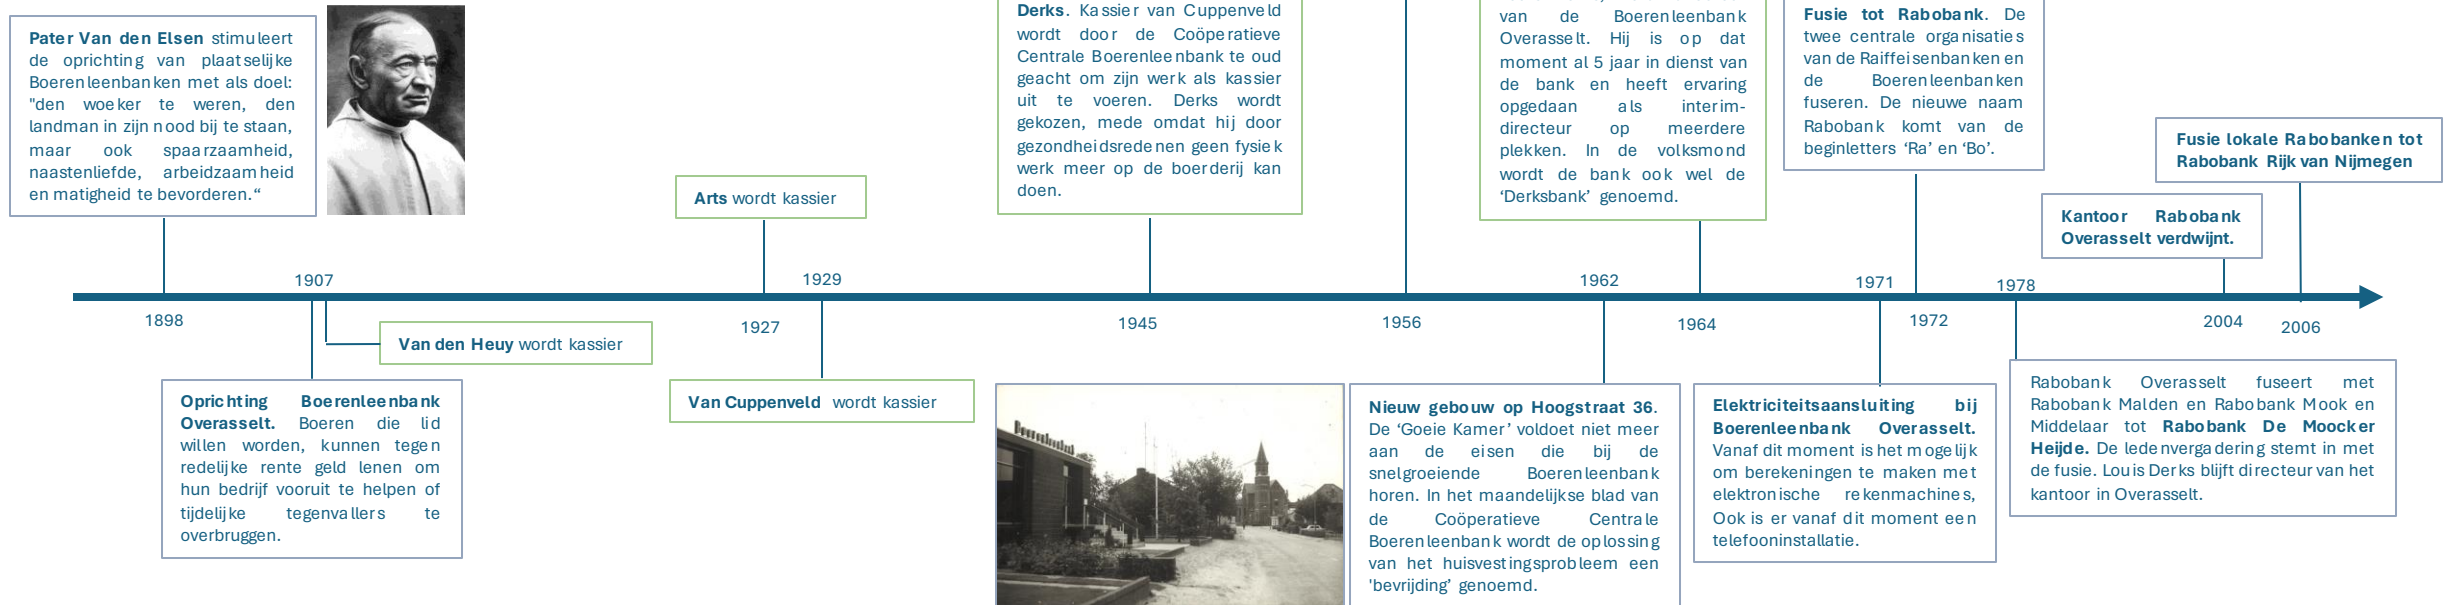 Pater Van den Elsen stimuleert
de oprichting van plaatselijke
Boerenleenbanken met als doel:
"den woeker te weren, den
landman in zijn nood bij te staan,
maar ook spaarzaamheid,
naastenliefde, arbeidzaamheid
en matigheid te bevorderen.“
Arts wordt kassier
Derks. Kassier van Cuppenveld
wordt door de Coöperatieve
Centrale Boerenleenbank te oud
geacht om zijn werk als kassier
uit te voeren. Derks wordt
gekozen, mede omdat hij door
gezondheidsredenen geen fysiek
werk meer op de boerderij kan
doen.
van de Boerenleenbank
Overasselt. Hij is op dat
moment al 5 jaar in dienst van
de bank en heeft ervaring
opgedaan als interim-
directeur op meerdere
plekken. In de volksmond
wordt de bank ook wel de
‘Derksbank’ genoemd.
Fusie tot Rabobank. De
twee centrale organisaties
van de Raiffeisenbanken en
de Boerenleenbanken
fuseren. De nieuwe naam
Rabobank komt van de
beginletters ‘Ra’ en ‘Bo’.
Kantoor Rabobank
Overasselt verdwijnt.
Fusie lokale Rabobanken tot
Rabobank Rijk van Nijmegen
1907
1929
1962
1971
1978
1898
1927
1945
1956
1964
1972
2004
2006
Van den Heuy wordt kassier
Oprichting Boerenleenbank
Overasselt. Boeren die lid
willen worden, kunnen tegen
redelijke rente geld lenen om
hun bedrijf vooruit te helpen of
tijdelijke tegenvallers te
overbruggen.
Van Cuppenveld wordt kassier
Boerenleenbank
Nieuw gebouw op Hoogstraat 36.
De ‘Goeie Kamer’ voldoet niet meer
aan de eisen die bij de
snelgroeiende Boerenleenbank
horen. In het maandelijkse blad van
de Coöperatieve Centrale
Boerenleenbank wordt de oplossing
van het huisvestingsprobleem een
'bevrijding’ genoemd.
Elektriciteitsaansluiting bij
Boerenleenbank Overasselt.
Vanaf dit moment is het mogelijk
om berekeningen te maken met
elektronische rekenmachines,
Ook is er vanaf dit moment een
telefooninstallatie.
Rabobank Overasselt fuseert met
Rabobank Malden en Rabobank Mook en
Middelaar tot Rabobank De Moocker
Heijde. De ledenvergadering stemt in met
de fusie. Louis Derks blijft directeur van het
kantoor in Overasselt.